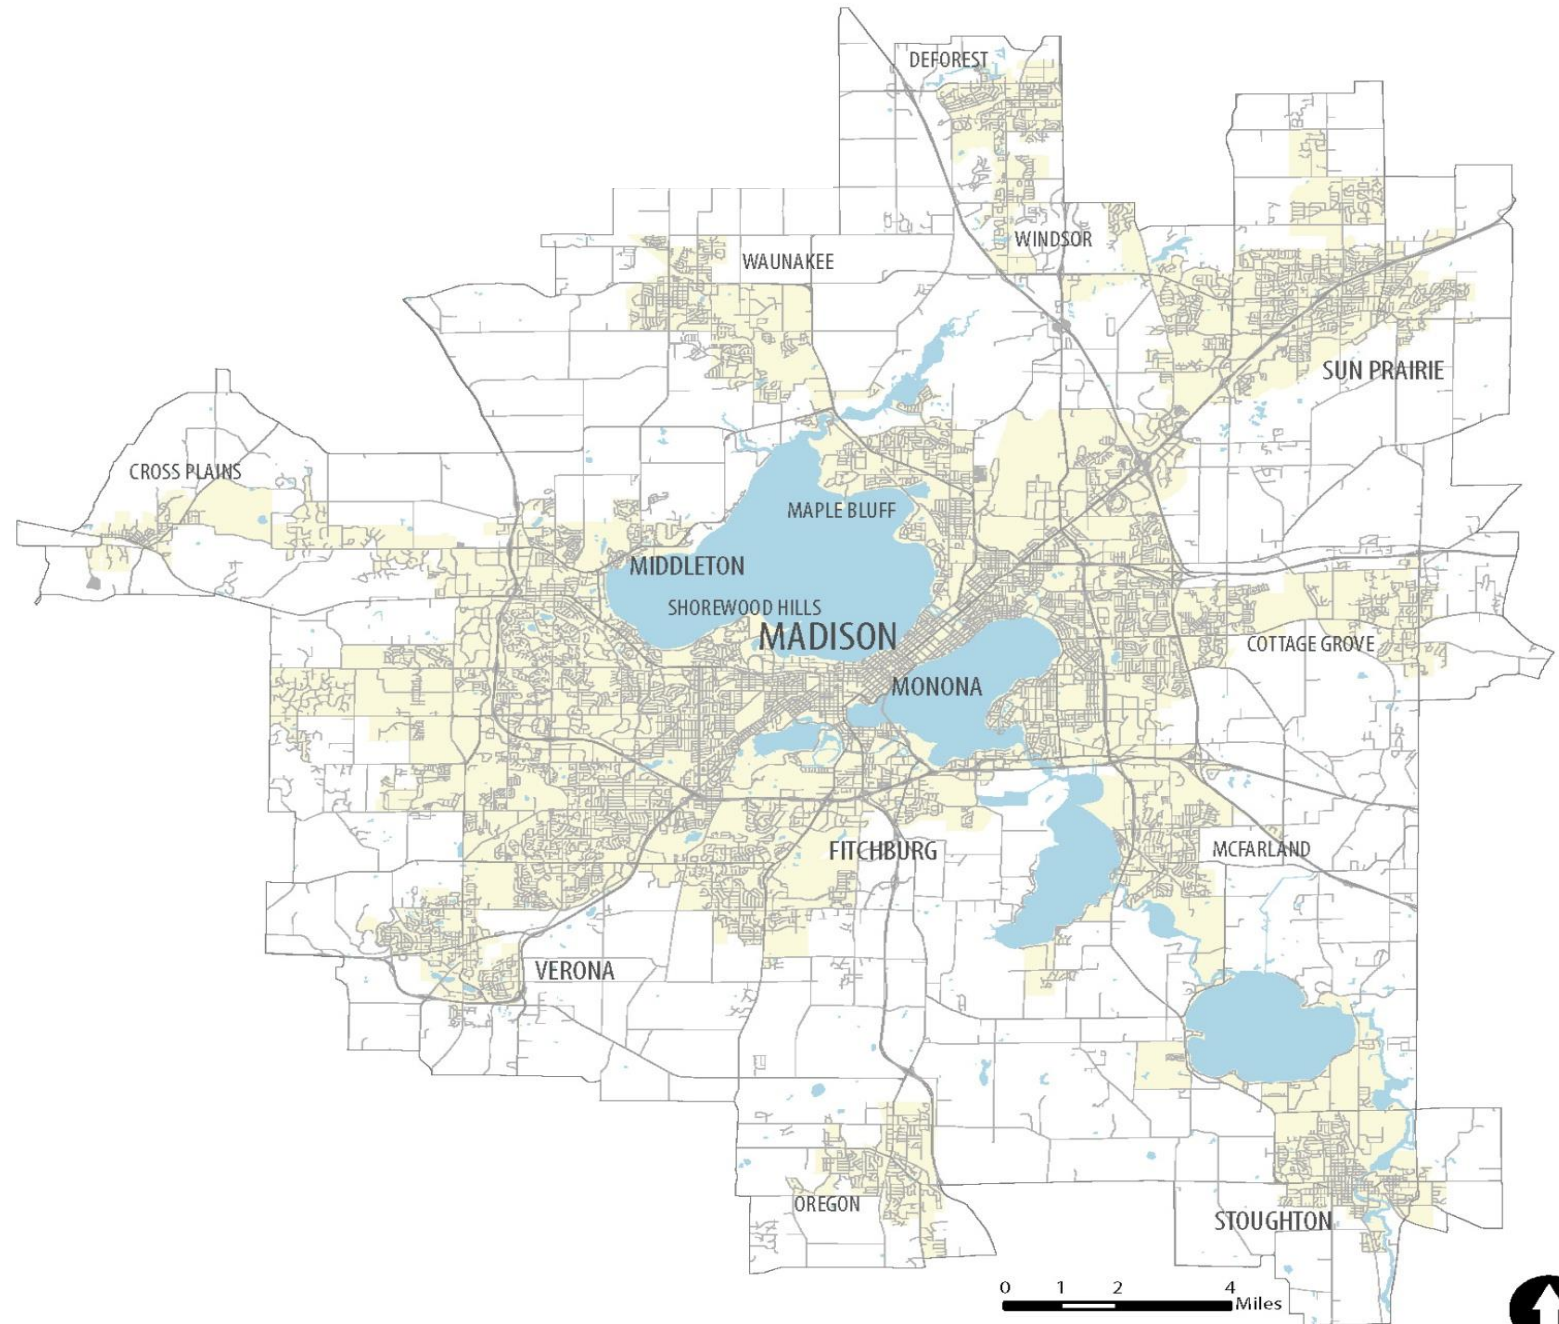 DEFOREST
WINDSOR
WAUNAKEE
SUN PRAIRIE
CROSS PLAINS
MAPLE BLUFF
MIDDLETON
SHOREWOOD HILLS
MADISON
COTTAGE GROVE
MONONA
FITCHBURG
MCFARLAND
VERONA
OREGON
STOUGHTON
0 1 2 4
Miles